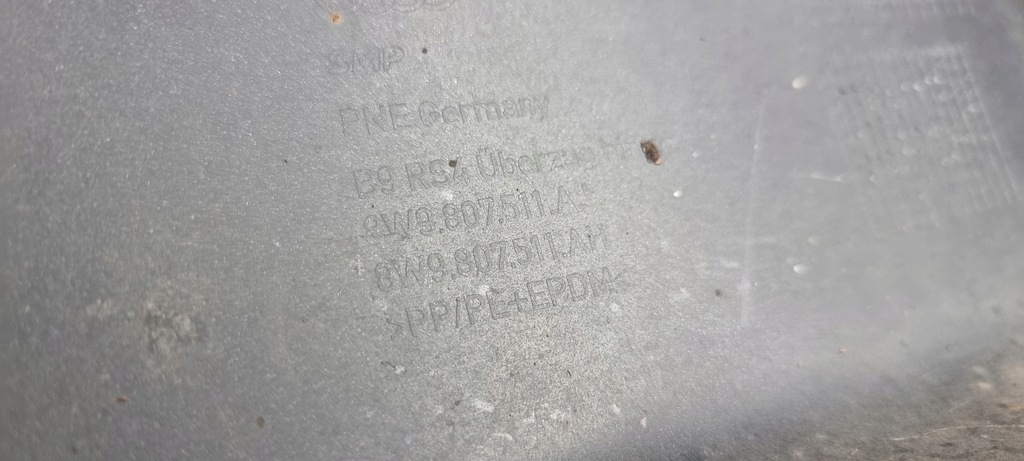 SMP
PNE Germany
B9 RS4 Überzug
8W9.807.511.A
8W9.807.511.AH
>PP/PE+EPDM<